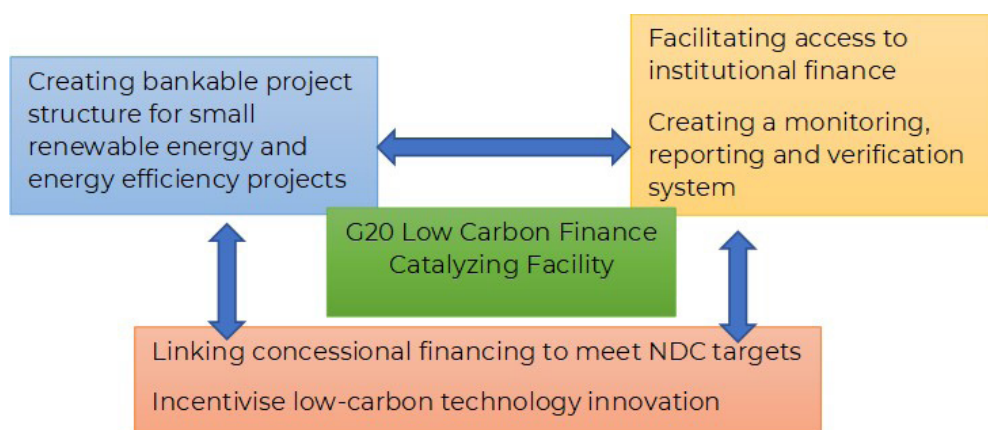 Creating bankable project
structure for small
renewable energy and
energy efficiency projects
Facilitating access to
institutional finance
Creating a monitoring,
reporting and verification
system
G20 Low Carbon Finance
Catalyzing Facility
Linking concessional financing to meet NDC targets
Incentivise low-carbon technology innovation